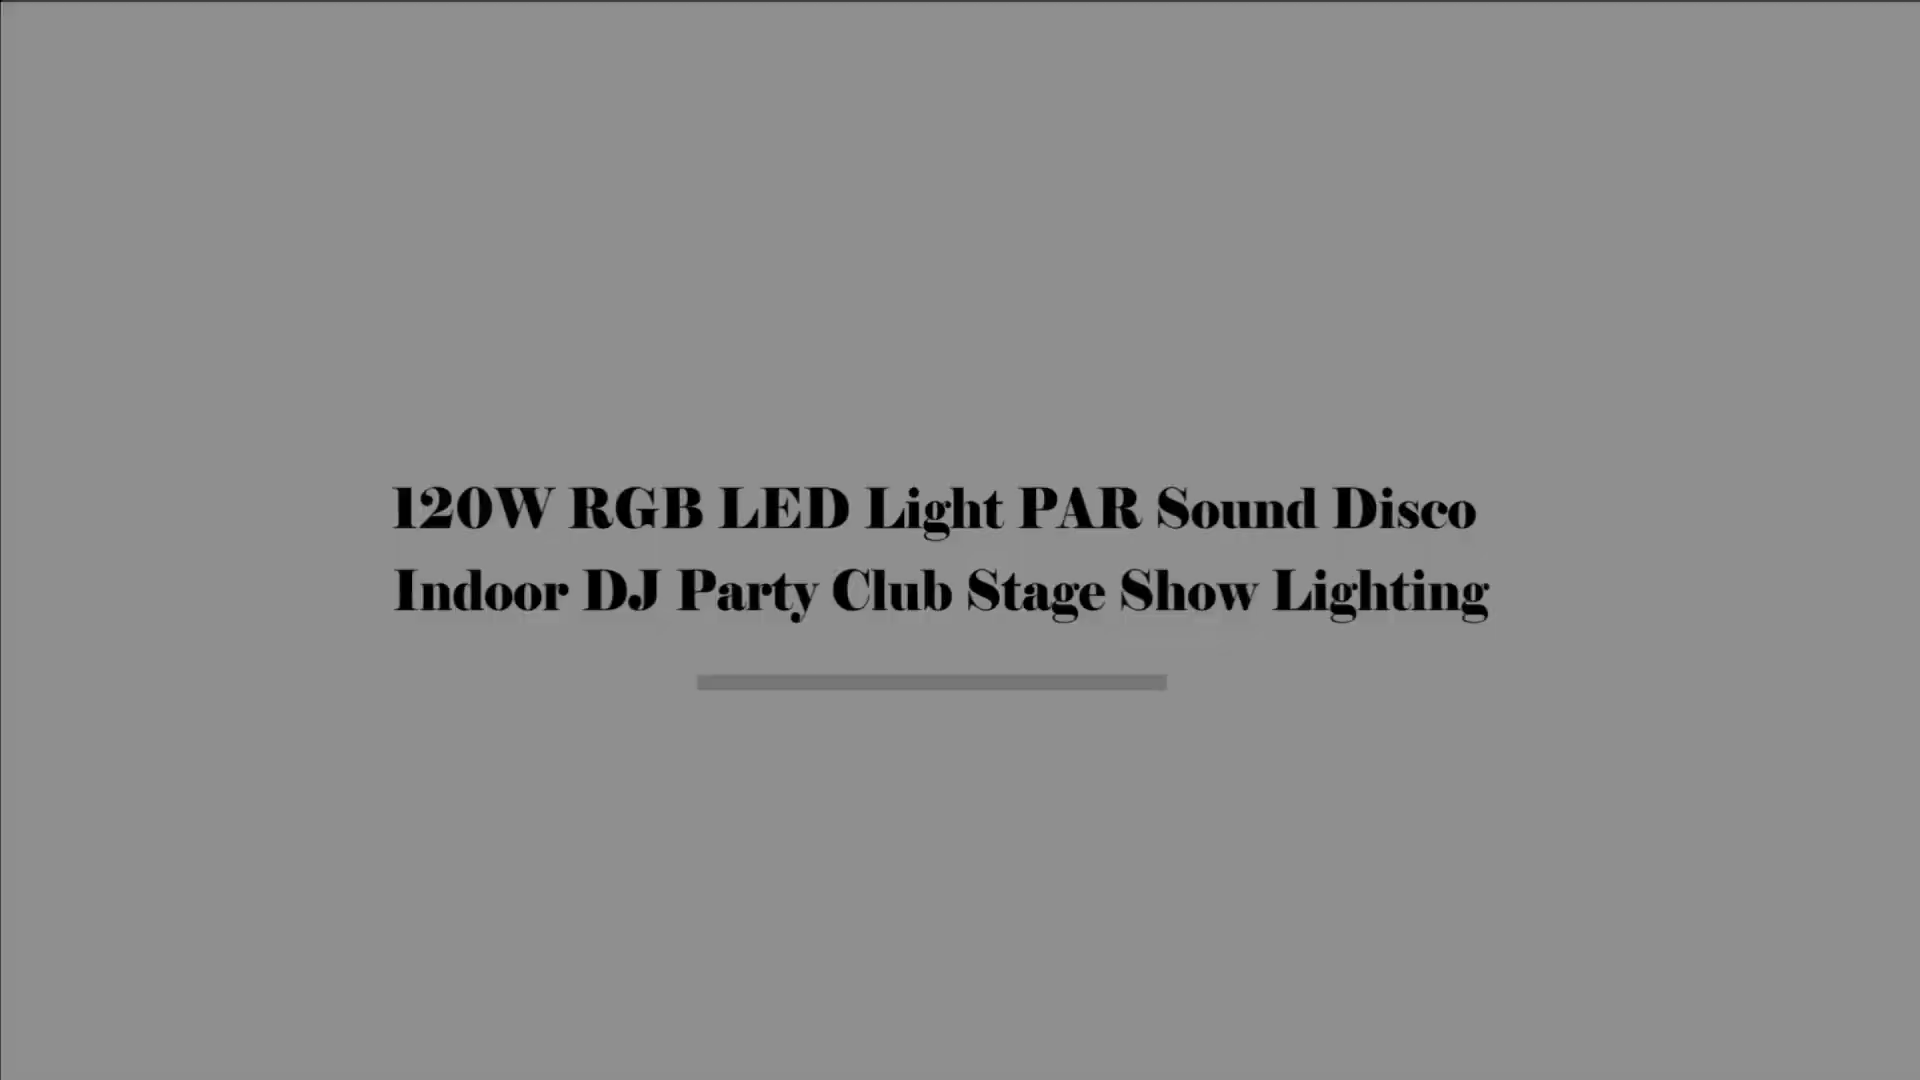 120W RGB LED Light PAR Sound Disco
Indoor DJ Party Club Stage Show Lighting